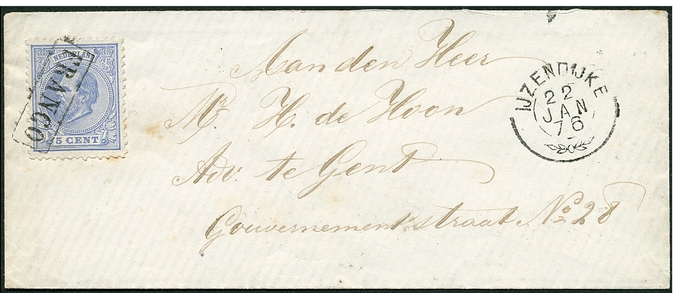 NEDERLAND
FRANCO
5 CENT
Aan den Heer
Mr. H. de Hoon
Adv. te Gent
Gouvernementstraat No 28
IJZENDIJKE
22
JAN
76